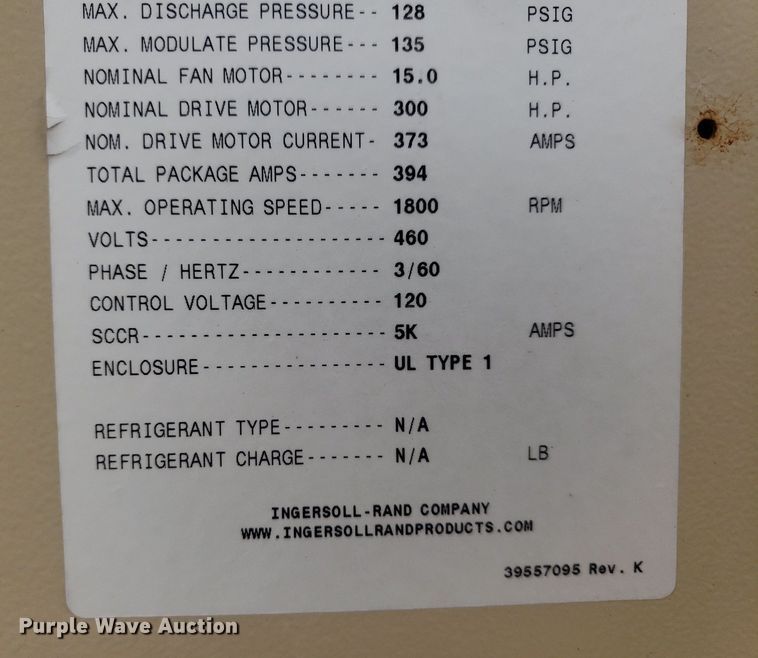 MAX. DISCHARGE PRESSURE-- 128 PSIG
MAX. MODULATE PRESSURE--- 135 PSIG
NOMINAL FAN MOTOR-------- 15.0 H.P.
NOMINAL DRIVE MOTOR------ 300 H.P.
NOM. DRIVE MOTOR CURRENT- 373 AMPS
TOTAL PACKAGE AMPS------- 394
MAX. OPERATING SPEED----- 1800 RPM
VOLTS-------------------- 460
PHASE / HERTZ------------ 3/60
CONTROL VOLTAGE---------- 120
SCCR--------------------- 5K AMPS
ENCLOSURE---------------- UL TYPE 1
REFRIGERANT TYPE--------- N/A
REFRIGERANT CHARGE------- N/A LB
INGERSOLL-RAND COMPANY
WWW.INGERSOLLRANDPRODUCTS.COM
39557095 Rev. K
Purple Wave Auction